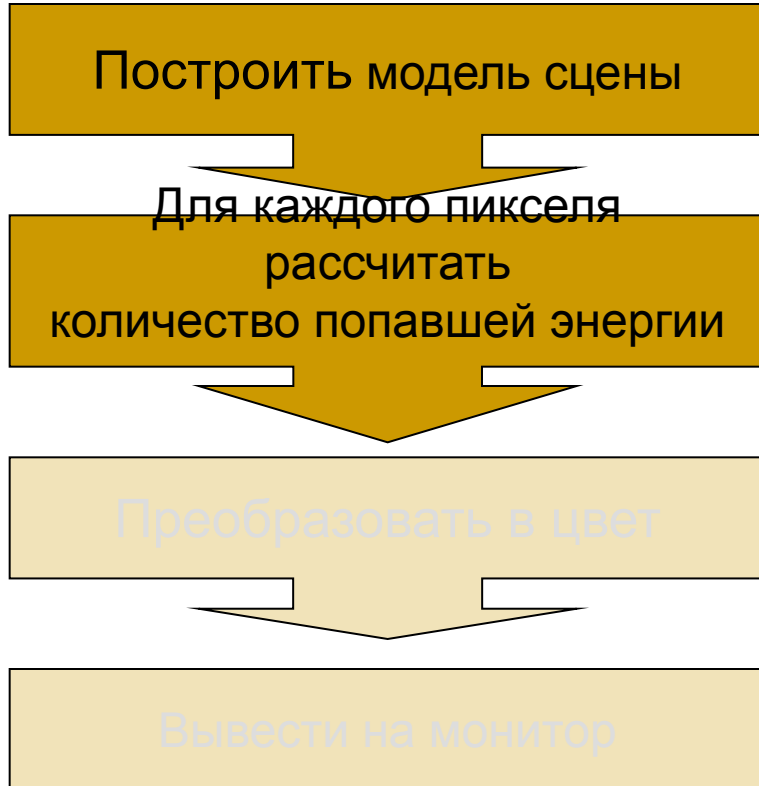 Построить модель сцены
Для каждого пикселя
рассчитать
количество попавшей энергии
Преобразовать в цвет
Вывести на монитор